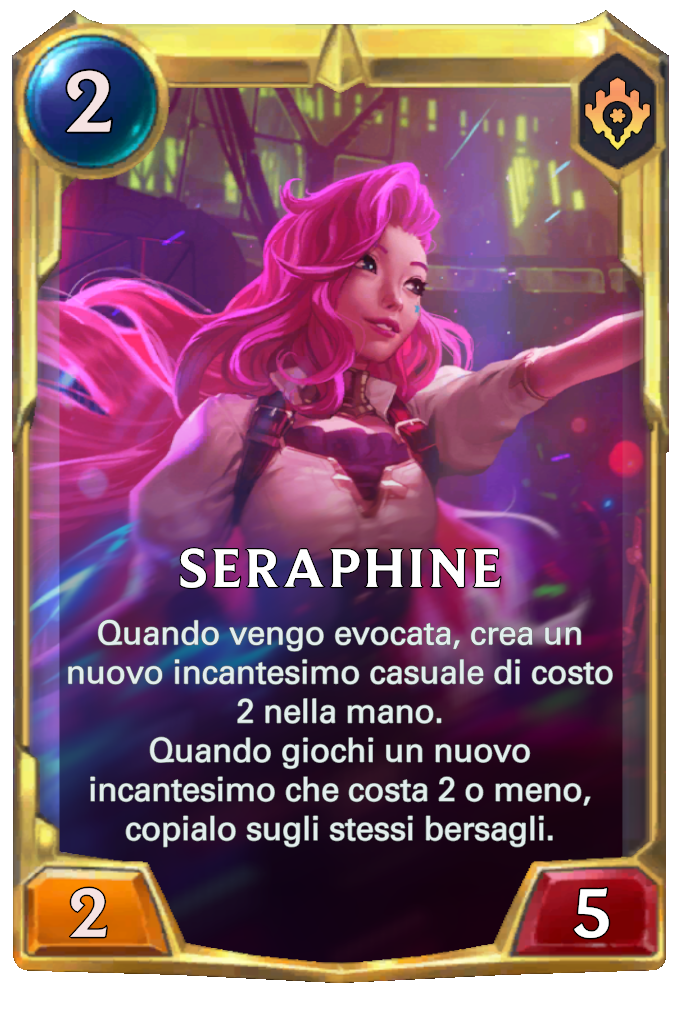 2
SERAPHINE
Quando vengo evocata, crea un
nuovo incantesimo casuale di costo
2 nella mano.
Quando giochi un nuovo
incantesimo che costa 2 o meno,
copialo sugli stessi bersagli.
2
5